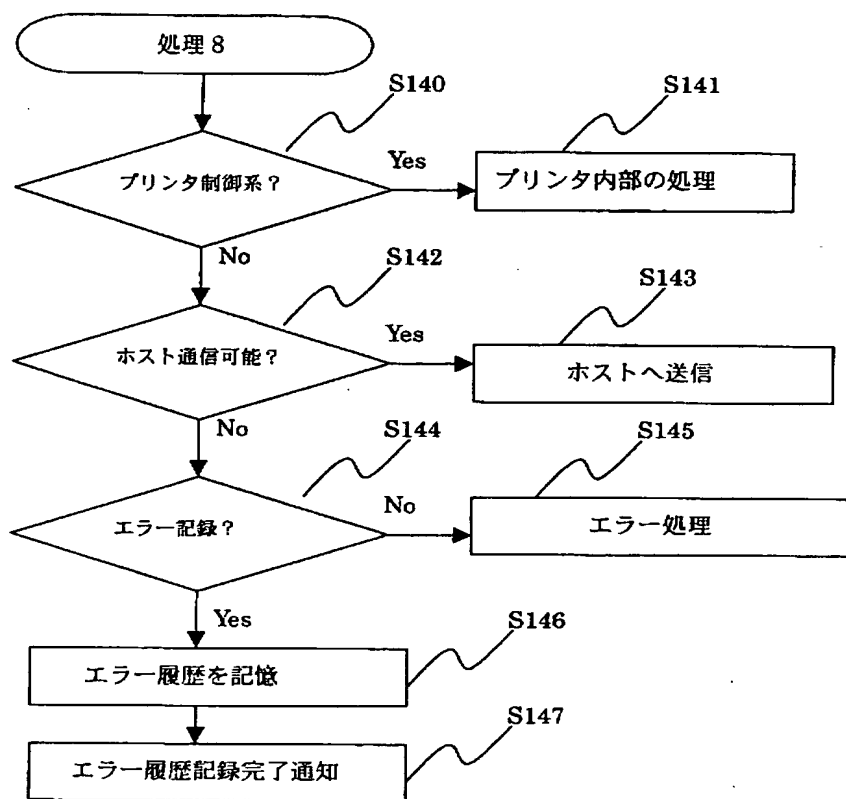 処理8
S140
S141
プリンタ制御系?
Yes
プリンタ内部の処理
No
S142
S143
ホスト通信可能?
Yes
ホストへ送信
No
S144
S145
エラー記録?
No
エラー処理
Yes
S146
エラー履歴を記憶
S147
エラー履歴記録完了通知